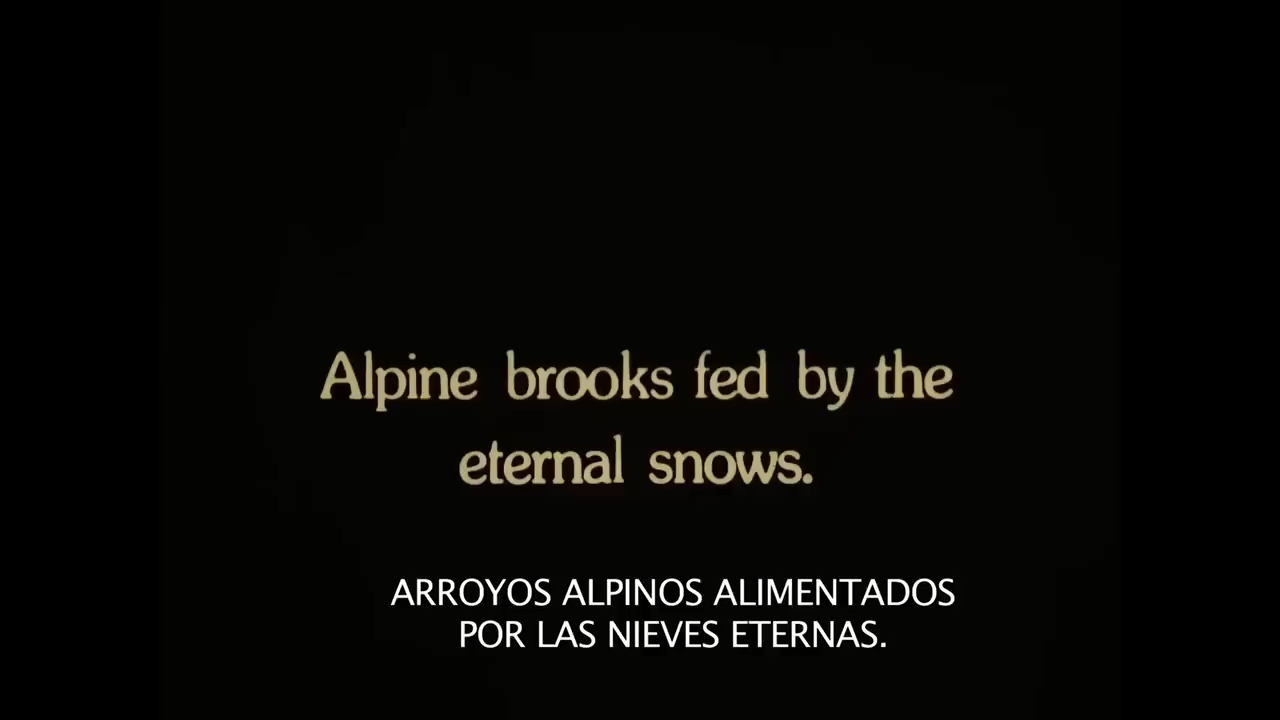 Alpine brooks fed by the
eternal snows.
ARROYOS ALPINOS ALIMENTADOS
POR LAS NIEVES ETERNAS.